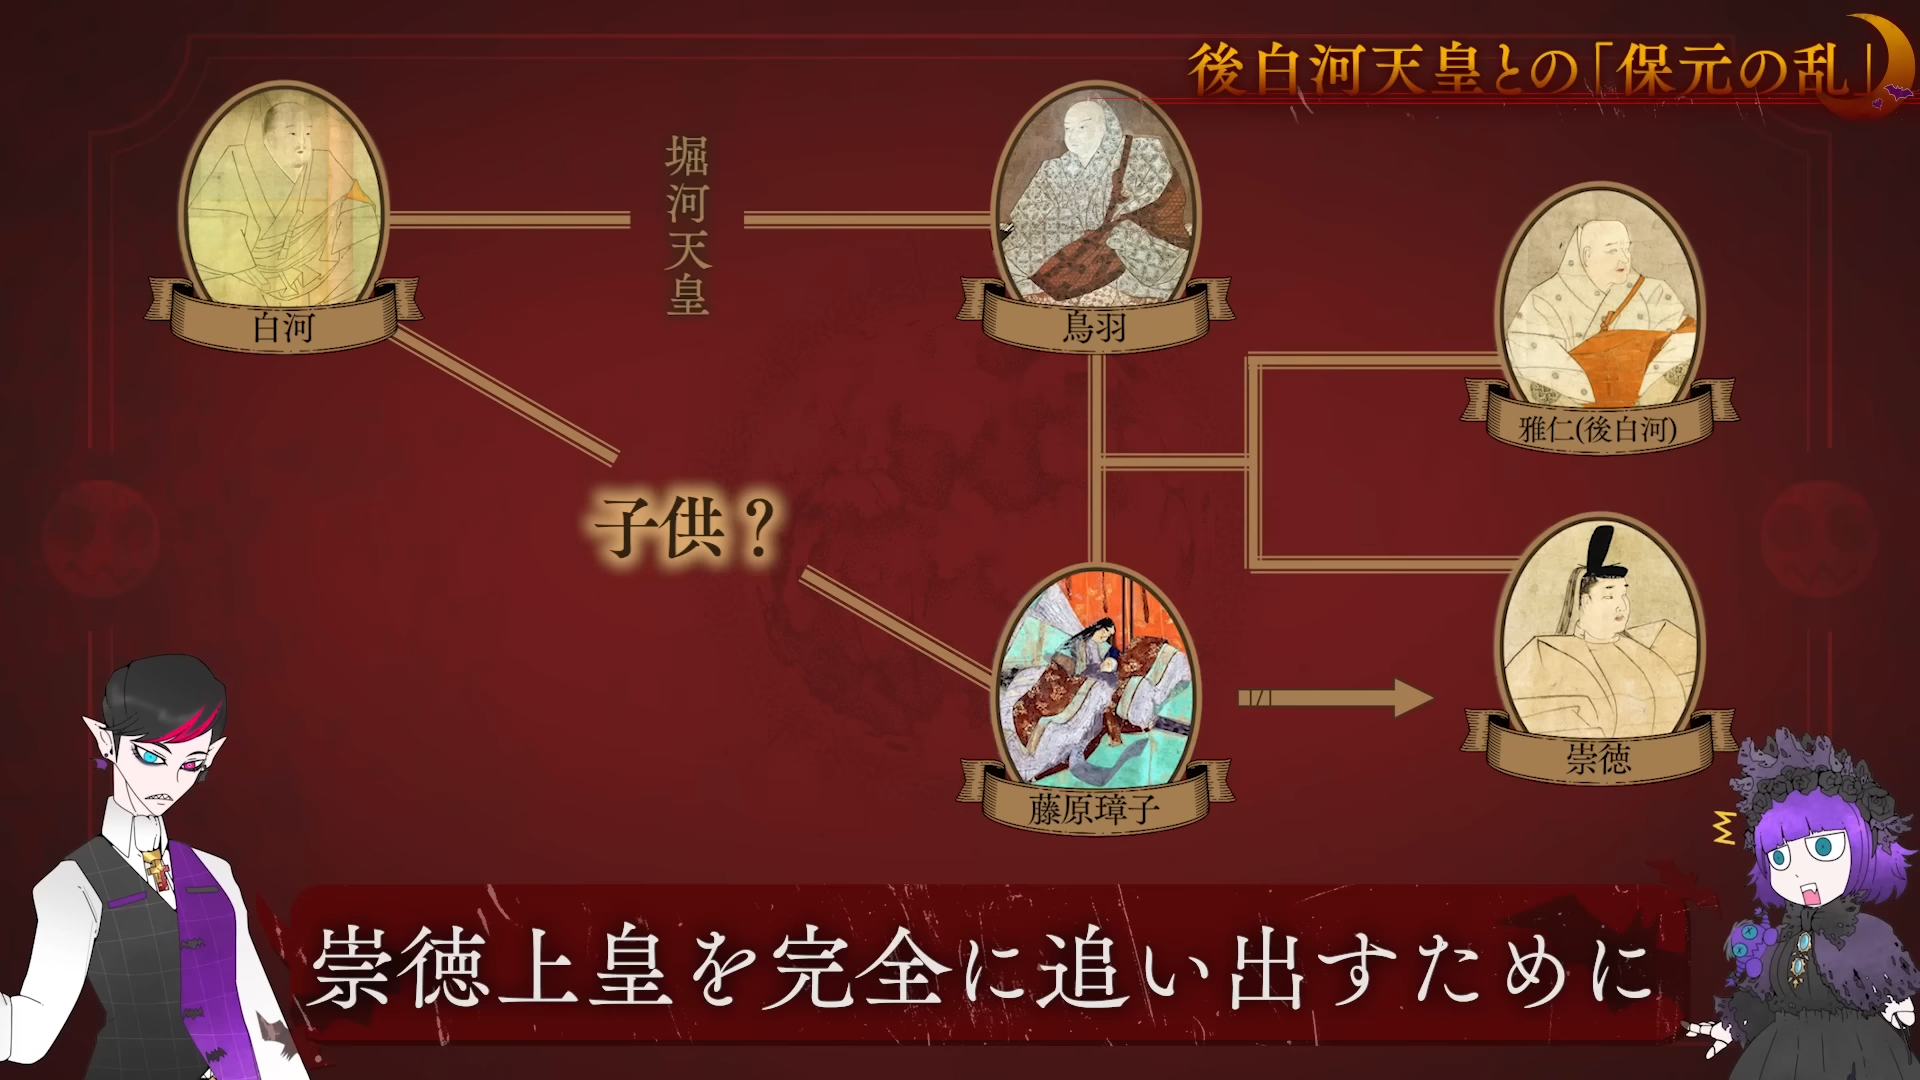 後白河天皇との「保元の乱」
白河
堀河天皇
鳥羽
雅仁(後白河)
子供？
藤原璋子
崇徳
崇徳上皇を完全に追い出すために